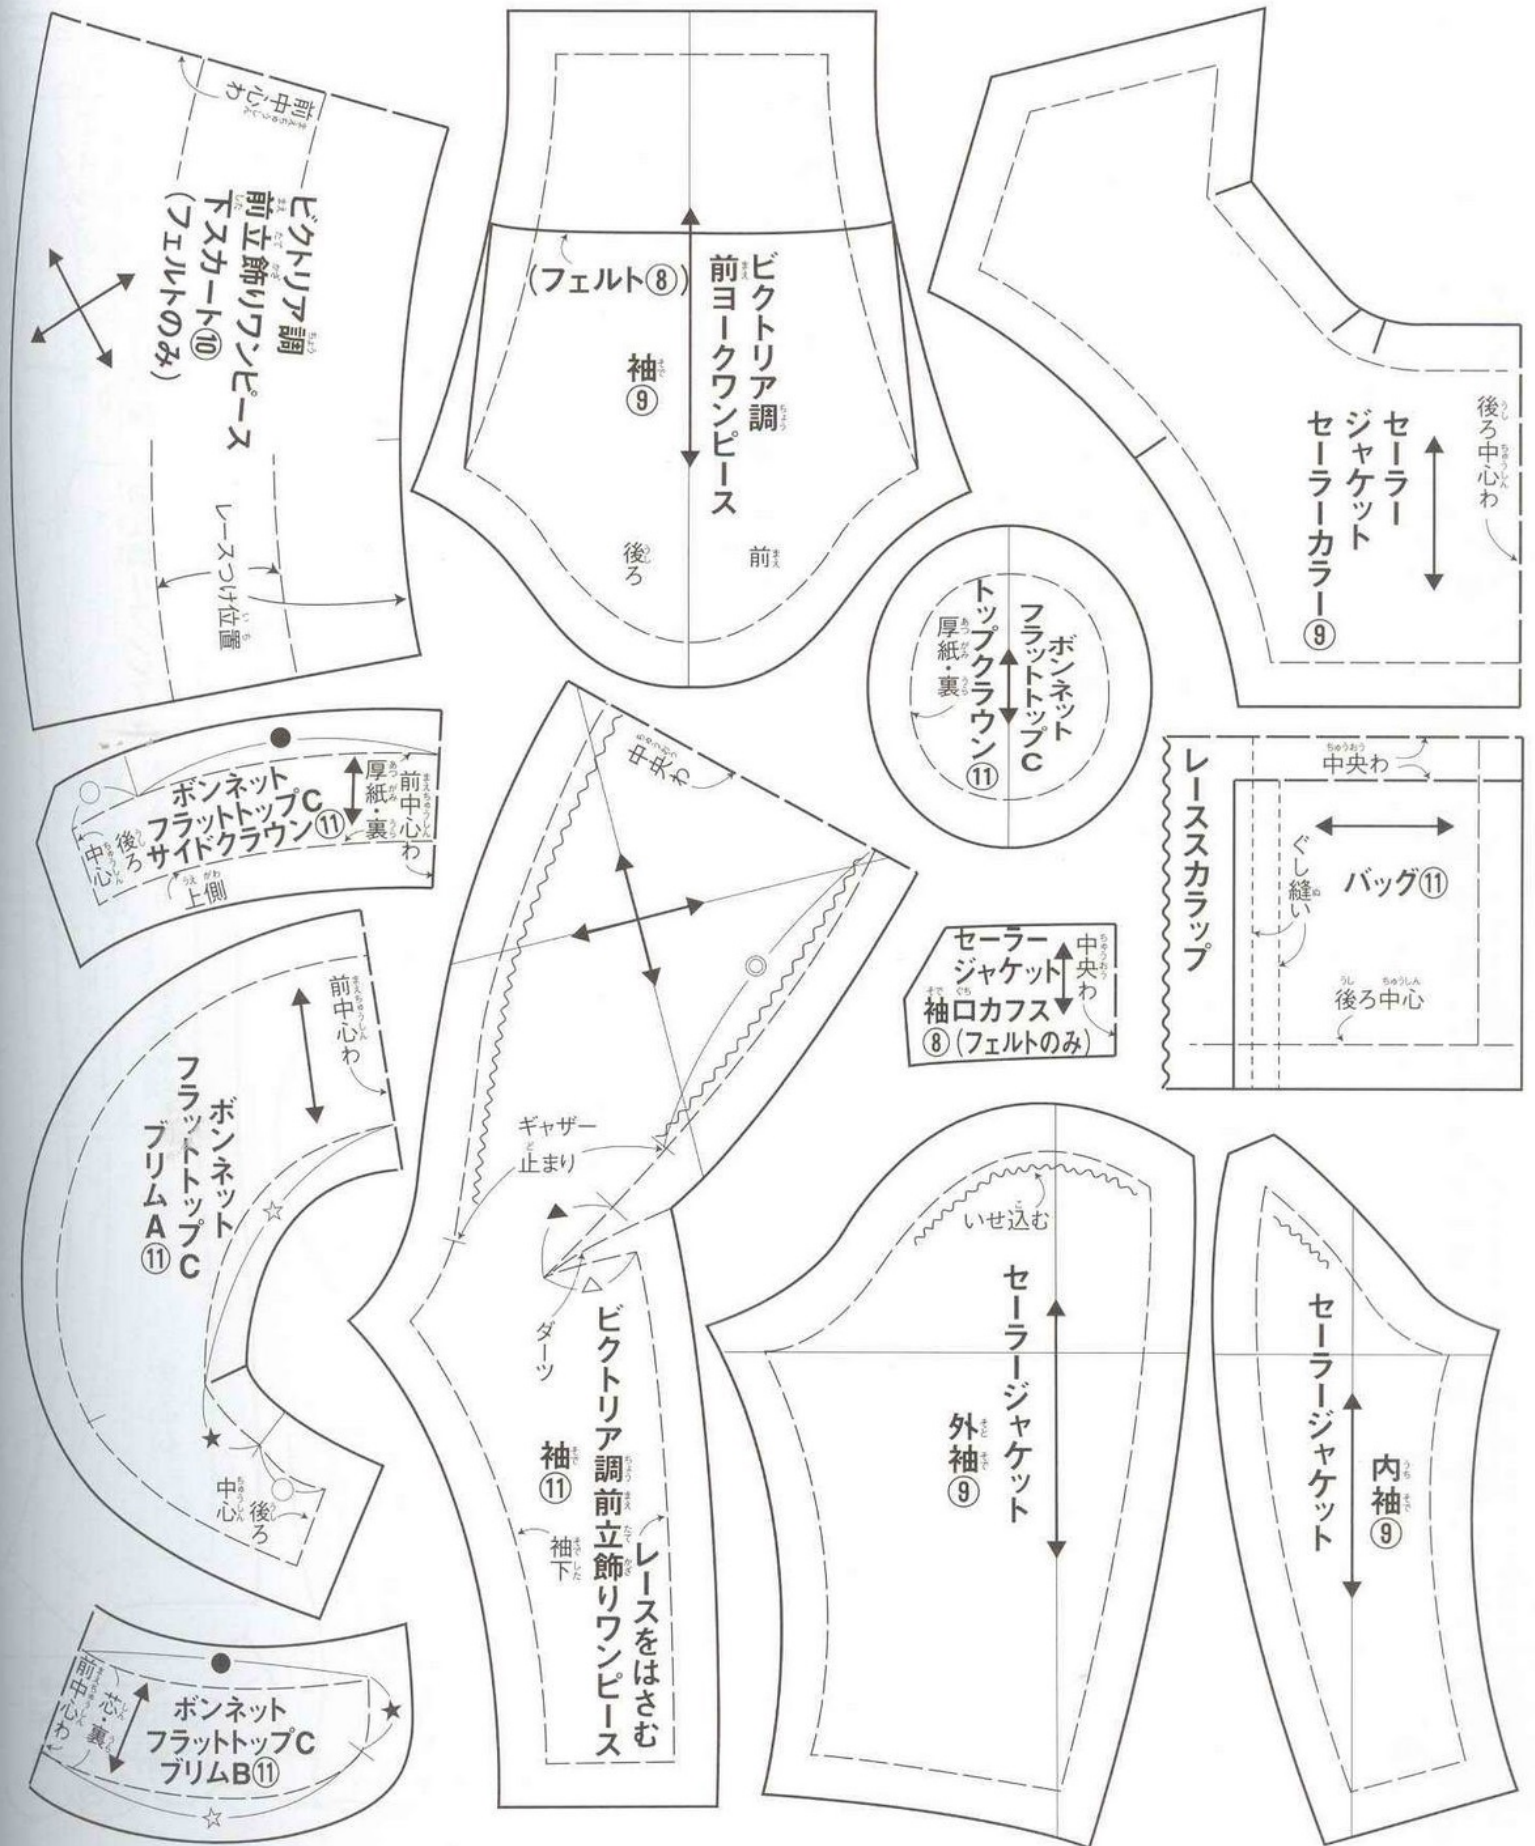 前中心わ
ビクトリア調
前立飾りワンピース
下スカート⑩
(フェルトのみ)
レースつけ位置
ビクトリア調
前ヨークワンピース
(フェルト⑧)
袖⑨
後ろ
前
後ろ中心わ
セーラー
ジャケット
セーラーカラー⑨
ボンネット
フラットトップC
トップクラウン⑪
厚紙・裏
ボンネット
フラットトップC
サイドクラウン⑪
厚紙・裏
前中心わ
後ろ
中心
上側
中央わ
◎
ギャザー
止まり
ダーツ
ビクトリア調 前立飾りワンピース
袖⑪
袖下
レースをはさむ
セーラー
ジャケット
袖口カフス
⑧(フェルトのみ)
中央わ
レーススカラップ
中央わ
ぐし縫い
バッグ⑪
後ろ中心
前中心わ
ボンネット
フラットトップC
ブリムA⑪
☆
★
後ろ
中心
いせ込む
セーラージャケット
外袖⑨
セーラージャケット
内袖⑨
前中心わ
芯・裏
ボンネット
フラットトップC
ブリムB⑪
★
☆